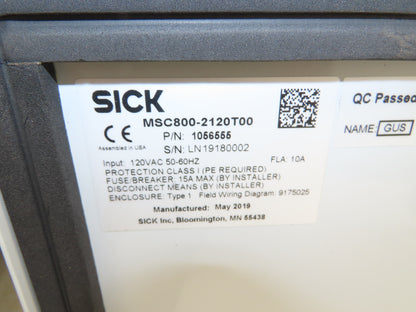 SICK
MSC800-2120T00
P/N: 1056555
S/N: LN19180002
CE
Assembled in USA
Input: 120VAC 50-60HZ FLA: 10A
PROTECTION CLASS I (PE REQUIRED)
FUSE/BREAKER: 15A MAX (BY INSTALLER)
DISCONNECT MEANS (BY INSTALLER)
ENCLOSURE: Type 1 Field Wiring Diagram: 9175025
Manufactured: May 2019
SICK Inc, Bloomington, MN 55438
QC Passed
NAME: GUS